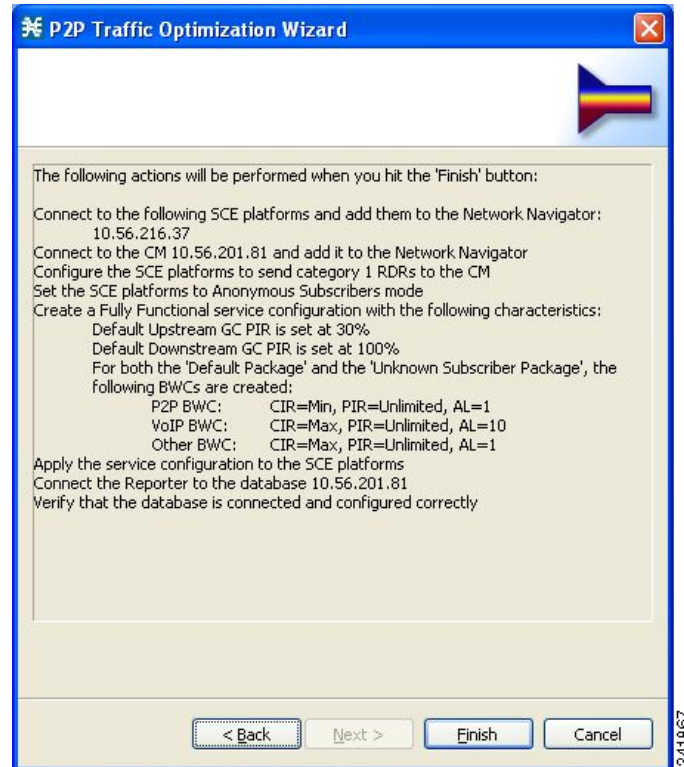 P2P Traffic Optimization Wizard
The following actions will be performed when you hit the 'Finish' button:
Connect to the following SCE platforms and add them to the Network Navigator:
10.56.216.37
Connect to the CM 10.56.201.81 and add it to the Network Navigator
Configure the SCE platforms to send category 1 RDRs to the CM
Set the SCE platforms to Anonymous Subscribers mode
Create a Fully Functional service configuration with the following characteristics:
Default Upstream GC PIR is set at 30%
Default Downstream GC PIR is set at 100%
For both the 'Default Package' and the 'Unknown Subscriber Package', the
following BWCs are created:
P2P BWC: CIR=Min, PIR=Unlimited, AL=1
VoIP BWC: CIR=Max, PIR=Unlimited, AL=10
Other BWC: CIR=Max, PIR=Unlimited, AL=1
Apply the service configuration to the SCE platforms
Connect the Reporter to the database 10.56.201.81
Verify that the database is connected and configured correctly
< Back Next > Finish Cancel
341967